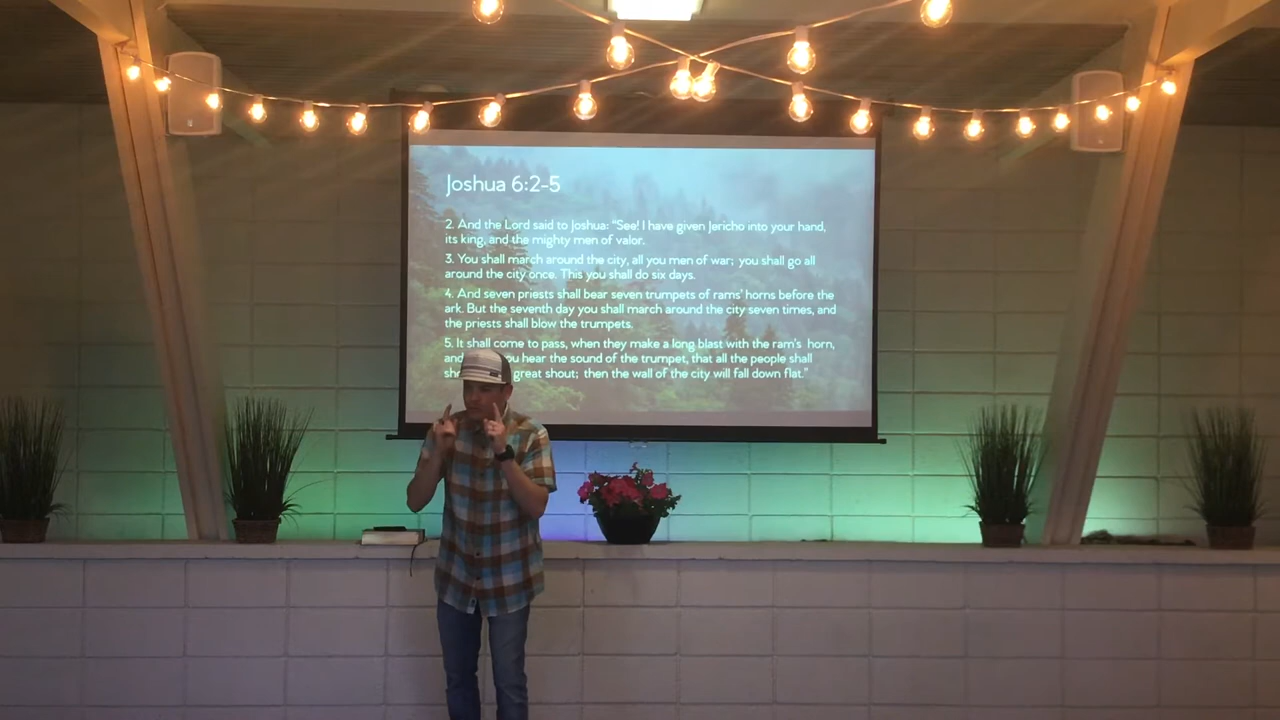 Joshua 6:2-5
2. And the Lord said to Joshua: "See! I have given Jericho into your hand,
its king, and the mighty men of valor.
3. You shall march around the city, all you men of war; you shall go all
around the city once. This you shall do six days.
4. And seven priests shall bear seven trumpets of rams' horns before the
ark. But the seventh day you shall march around the city seven times, and
the priests shall blow the trumpets.
5. It shall come to pass, when they make a long blast with the ram's horn,
and you hear the sound of the trumpet, that all the people shall
great shout; then the wall of the city will fall down flat."